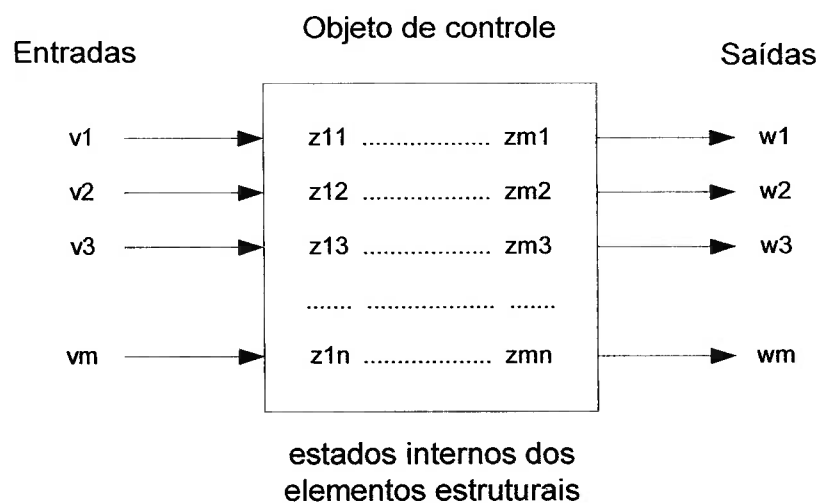 Objeto de controle
Entradas
Saídas
v1 z11 .................. zm1 w1
v2 z12 .................. zm2 w2
v3 z13 .................. zm3 w3
....... .................. .......
vm z1n .................. zmn wm
estados internos dos
elementos estruturais